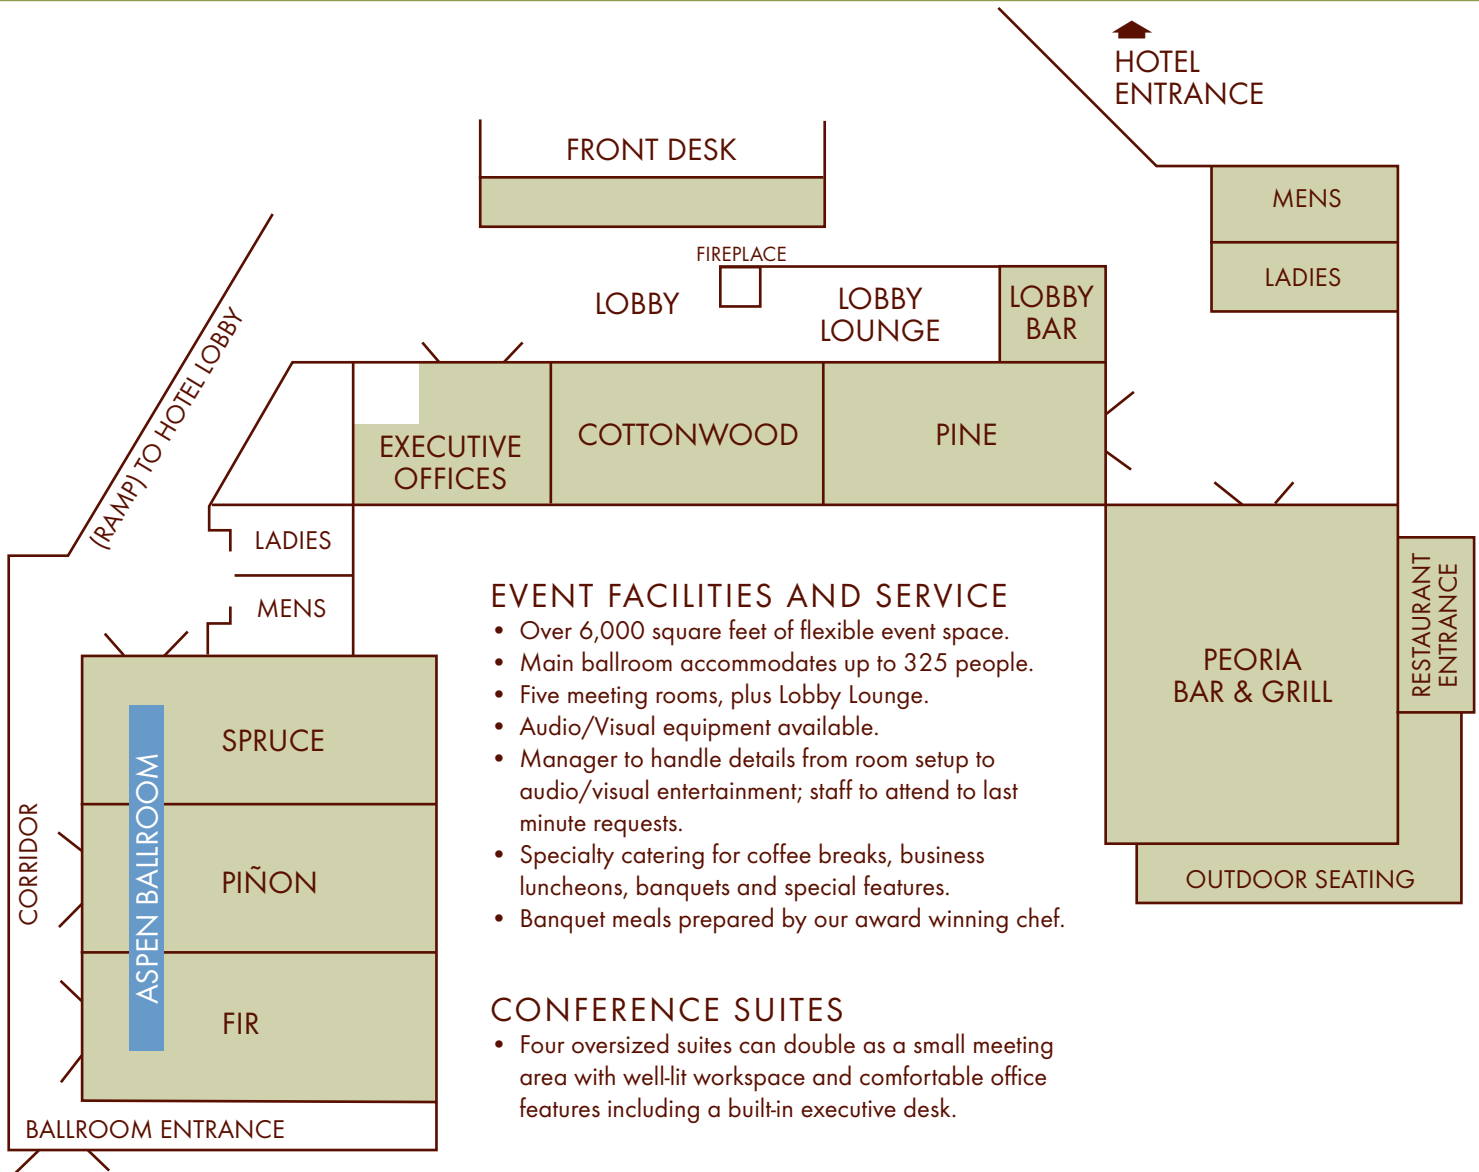 HOTEL
ENTRANCE
FRONT DESK
MENS
LADIES
FIREPLACE
LOBBY
LOBBY
LOUNGE
LOBBY
BAR
(RAMP) TO HOTEL LOBBY
EXECUTIVE
OFFICES
COTTONWOOD
PINE
LADIES
MENS
SPRUCE
PIÑON
FIR
ASPEN BALLROOM
CORRIDOR
BALLROOM ENTRANCE
EVENT FACILITIES AND SERVICE
• Over 6,000 square feet of flexible event space.
• Main ballroom accommodates up to 325 people.
• Five meeting rooms, plus Lobby Lounge.
• Audio/Visual equipment available.
• Manager to handle details from room setup to
audio/visual entertainment; staff to attend to last
minute requests.
• Specialty catering for coffee breaks, business
luncheons, banquets and special features.
• Banquet meals prepared by our award winning chef.
CONFERENCE SUITES
• Four oversized suites can double as a small meeting
area with well-lit workspace and comfortable office
features including a built-in executive desk.
PEORIA
BAR & GRILL
RESTAURANT
ENTRANCE
OUTDOOR SEATING